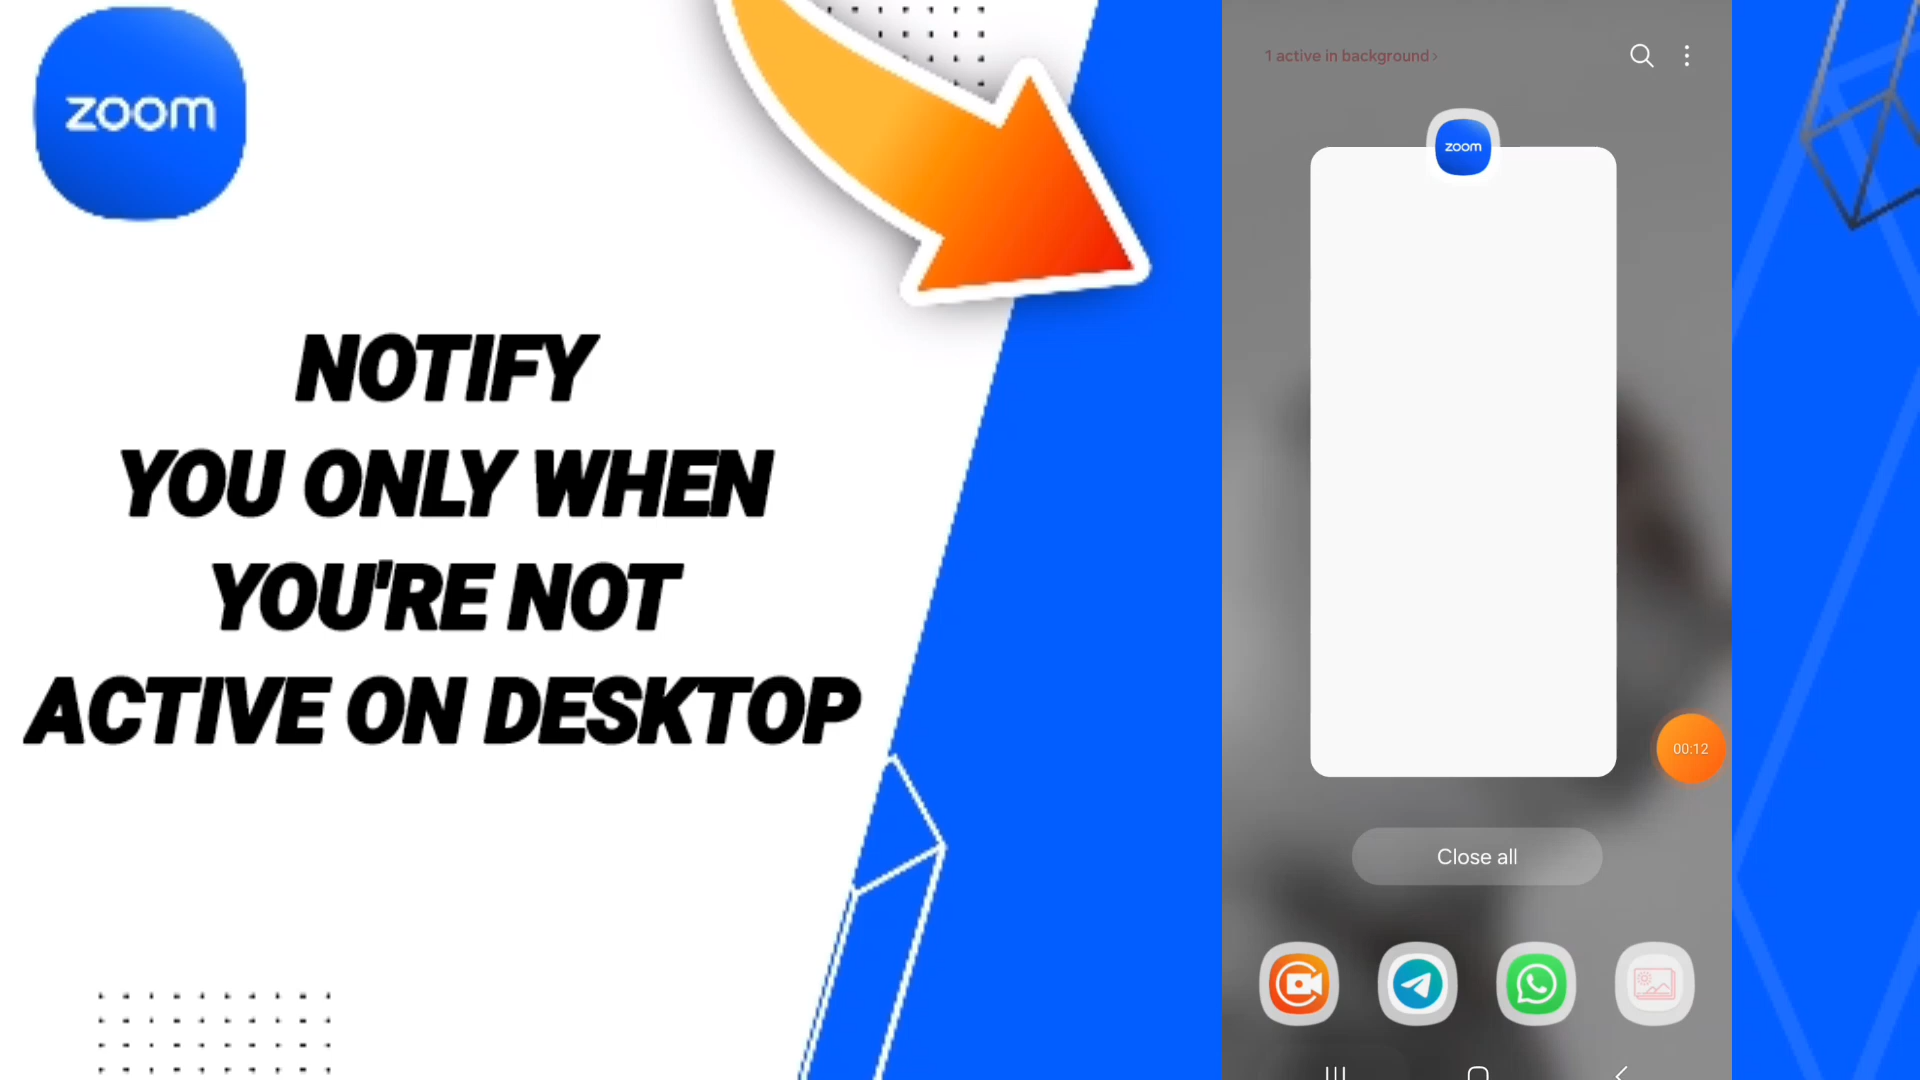 zoom
NOTIFY
YOU ONLY WHEN
YOU'RE NOT
ACTIVE ON DESKTOP
1 active in background ›
zoom
00:12
Close all